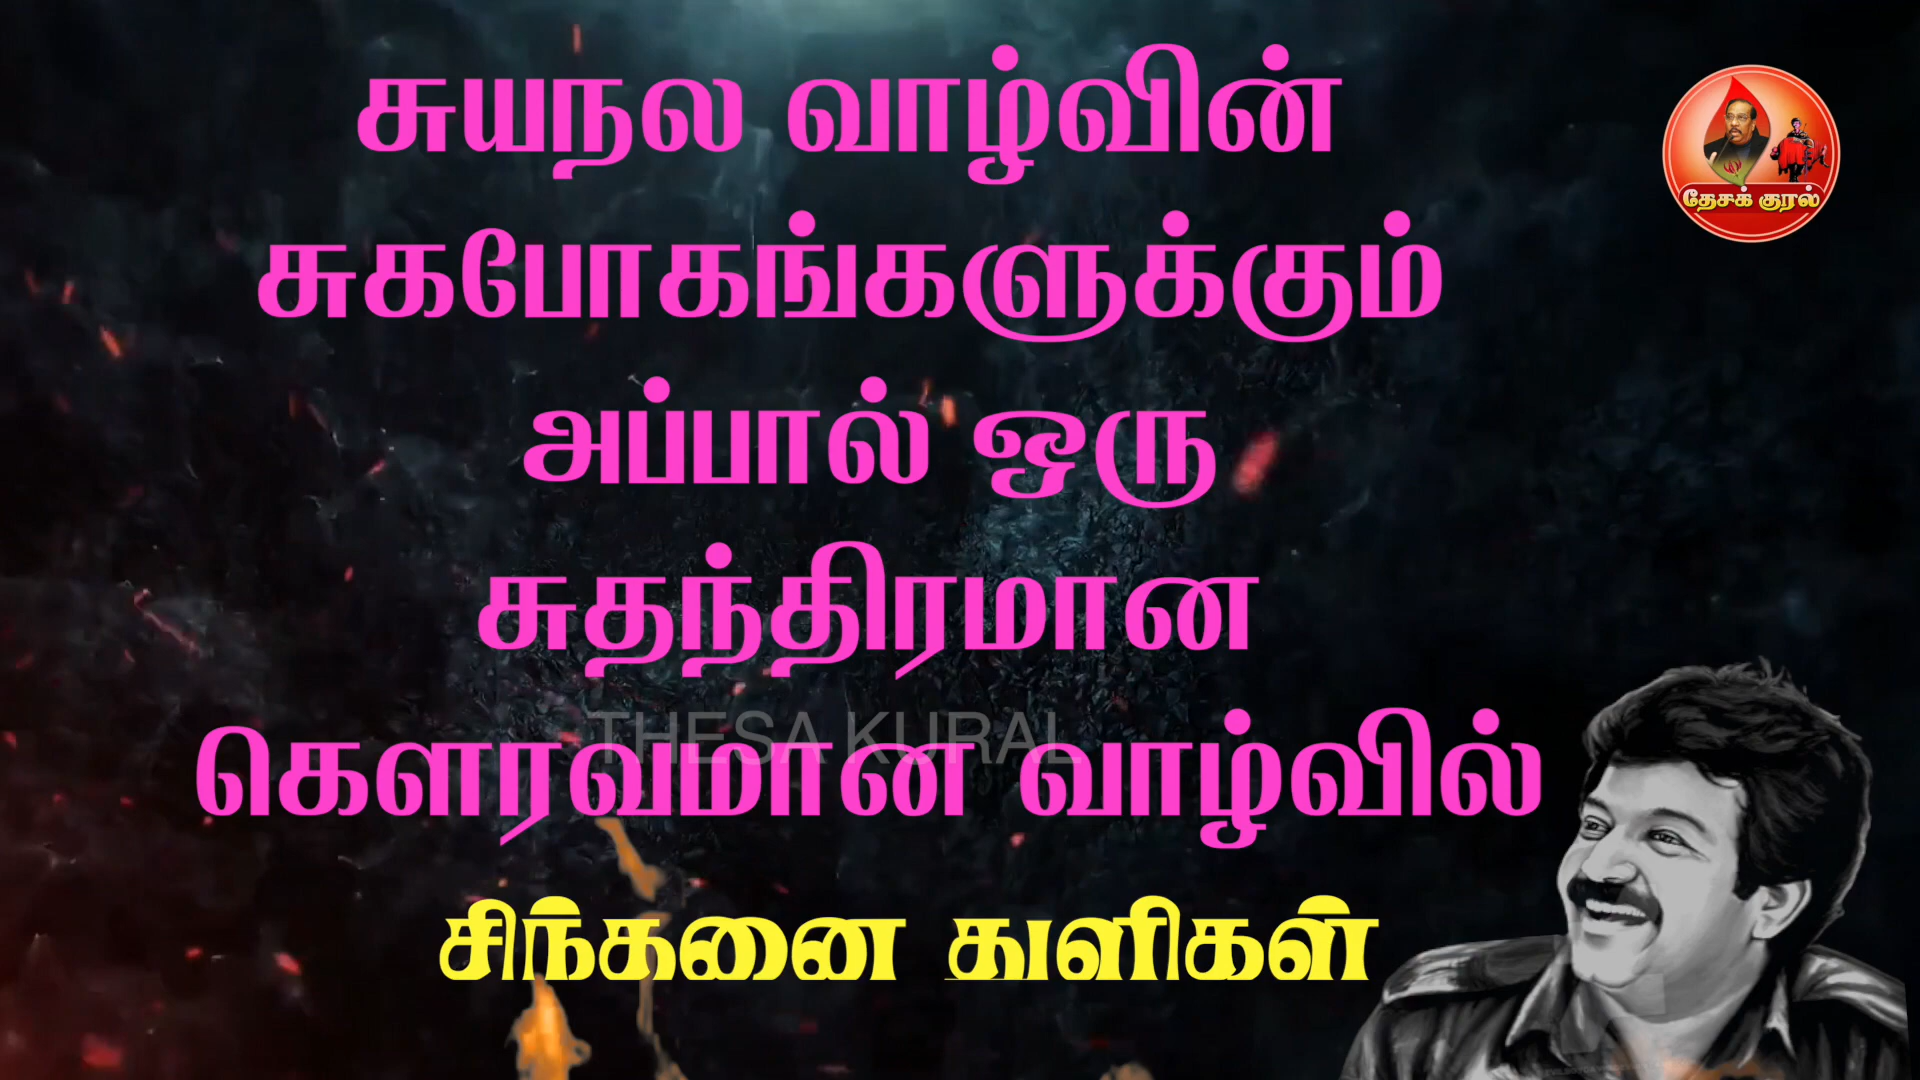 சுயநல வாழ்வின்
சுகபோகங்களுக்கும்
அப்பால் ஒரு
சுதந்திரமான
கௌரவமான வாழ்வில்
THESA KURAL
சிந்தனை துளிகள்
தேசக் குரல்